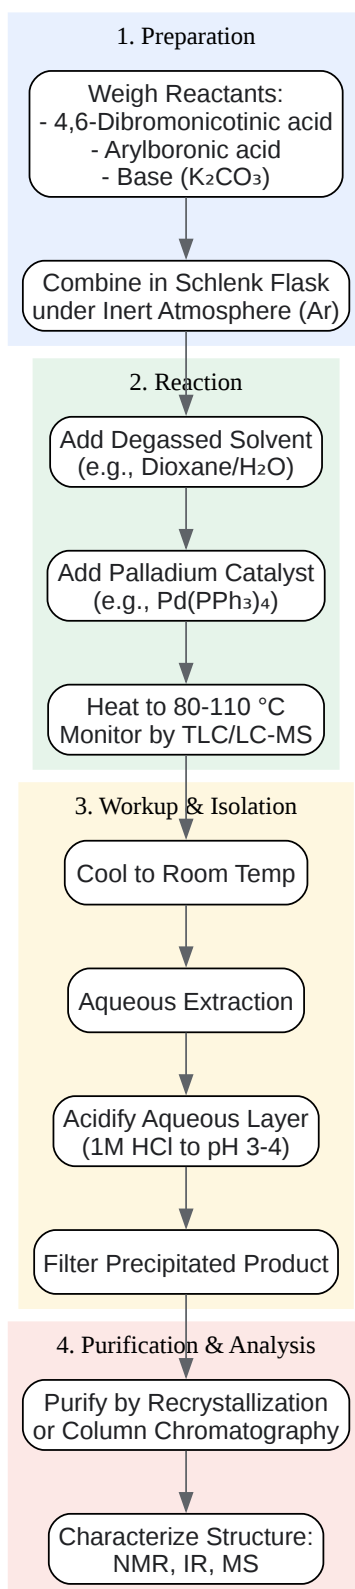 1. Preparation
Weigh Reactants:
- 4,6-Dibromonicotinic acid
- Arylboronic acid
- Base (K₂CO₃)
Combine in Schlenk Flask
under Inert Atmosphere (Ar)
2. Reaction
Add Degassed Solvent
(e.g., Dioxane/H₂O)
Add Palladium Catalyst
(e.g., Pd(PPh₃)₄)
Heat to 80-110 °C
Monitor by TLC/LC-MS
3. Workup & Isolation
Cool to Room Temp
Aqueous Extraction
Acidify Aqueous Layer
(1M HCl to pH 3-4)
Filter Precipitated Product
4. Purification & Analysis
Purify by Recrystallization
or Column Chromatography
Characterize Structure:
NMR, IR, MS